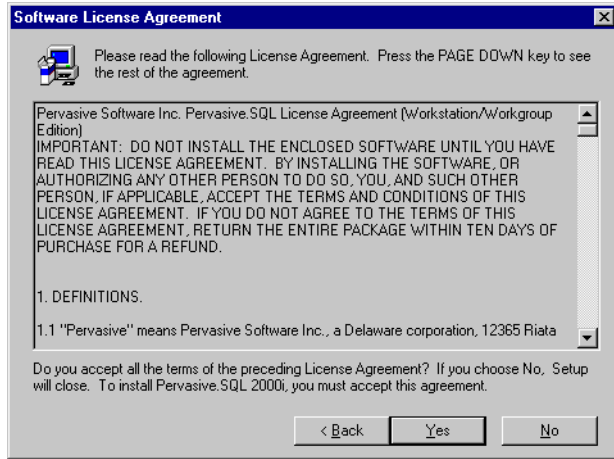 Software License Agreement
Please read the following License Agreement. Press the PAGE DOWN key to see
the rest of the agreement.
Pervasive Software Inc. Pervasive.SQL License Agreement (Workstation/Workgroup
Edition)
IMPORTANT: DO NOT INSTALL THE ENCLOSED SOFTWARE UNTIL YOU HAVE
READ THIS LICENSE AGREEMENT. BY INSTALLING THE SOFTWARE, OR
AUTHORIZING ANY OTHER PERSON TO DO SO, YOU, AND SUCH OTHER
PERSON, IF APPLICABLE, ACCEPT THE TERMS AND CONDITIONS OF THIS
LICENSE AGREEMENT. IF YOU DO NOT AGREE TO THE TERMS OF THIS
LICENSE AGREEMENT, RETURN THE ENTIRE PACKAGE WITHIN TEN DAYS OF
PURCHASE FOR A REFUND.
1. DEFINITIONS.
1.1 "Pervasive" means Pervasive Software Inc., a Delaware corporation, 12365 Riata
Do you accept all the terms of the preceding License Agreement? If you choose No, Setup
will close. To install Pervasive.SQL 2000i, you must accept this agreement.
< Back Yes No